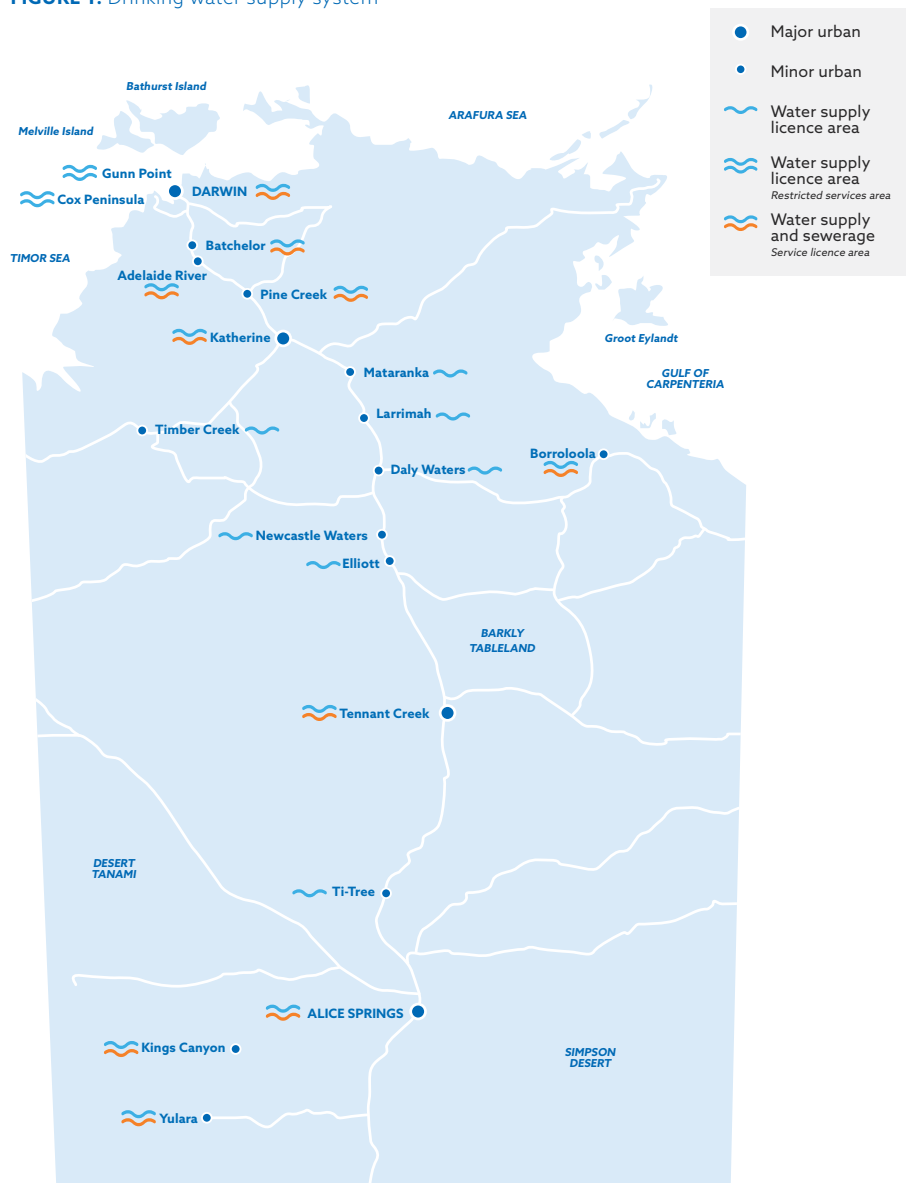 FIGURE 1: Drinking water supply system
Major urban
Minor urban
Water supply
licence area
Water supply
licence area
Restricted services area
Water supply
and sewerage
Service licence area
Bathurst Island
ARAFURA SEA
Melville Island
Gunn Point
DARWIN
Cox Peninsula
Batchelor
TIMOR SEA
Adelaide River
Pine Creek
Katherine
Groot Eylandt
GULF OF
CARPENTERIA
Mataranka
Larrimah
Timber Creek
Borroloola
Daly Waters
Newcastle Waters
Elliott
BARKLY
TABLELAND
Tennant Creek
DESERT
TANAMI
Ti-Tree
ALICE SPRINGS
Kings Canyon
SIMPSON
DESERT
Yulara